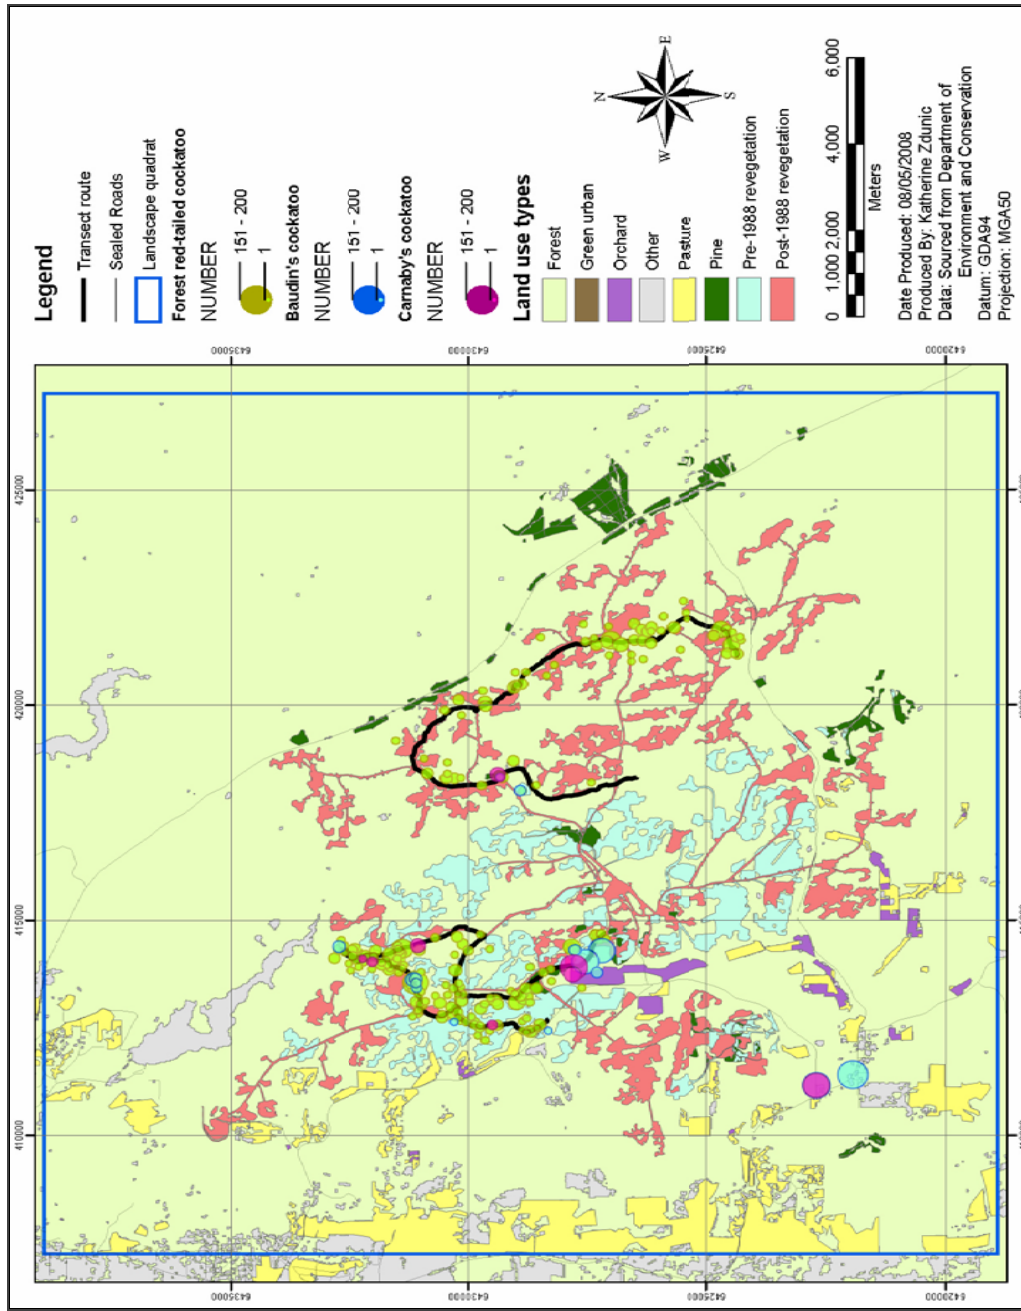 Legend
Transect route
Sealed Roads
Landscape quadrat
Forest red-tailed cockatoo
NUMBER
151 - 200
1
Baudin's cockatoo
NUMBER
151 - 200
1
Carnaby's cockatoo
NUMBER
151 - 200
1
Land use types
Forest
Green urban
Orchard
Other
Pasture
Pine
Pre-1988 revegetation
Post-1988 revegetation
N
E
S
W
0 1,000 2,000 4,000 6,000
Meters
Date Produced: 08/05/2008
Produced By: Katherine Zdunic
Data: Sourced from Department of
Environment and Conservation
Datum: GDA94
Projection: MGA50
6435000
6430000
6425000
6420000
410000
415000
420000
425000
6435000
6430000
6425000
6420000